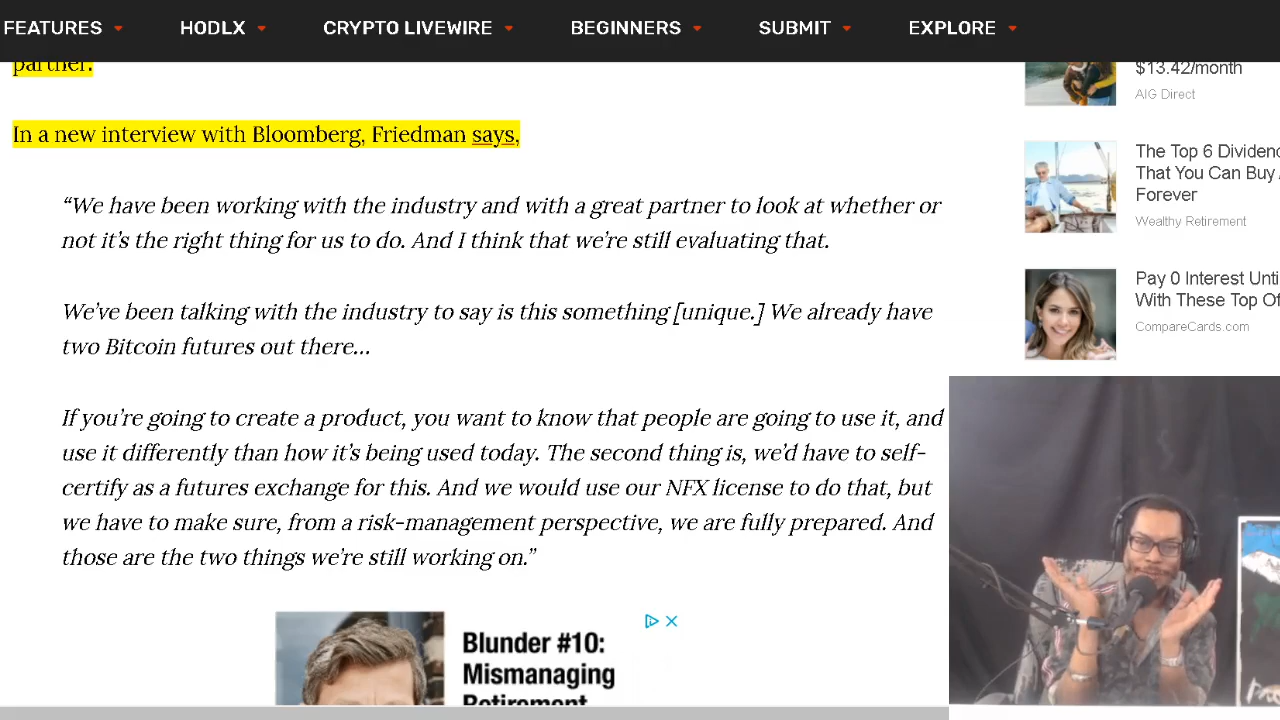 FEATURES HODLX CRYPTO LIVEWIRE BEGINNERS SUBMIT EXPLORE
partner.
In a new interview with Bloomberg, Friedman says,
“We have been working with the industry and with a great partner to look at whether or
not it’s the right thing for us to do. And I think that we’re still evaluating that.
We’ve been talking with the industry to say is this something [unique.] We already have
two Bitcoin futures out there…
If you’re going to create a product, you want to know that people are going to use it, and
use it differently than how it’s being used today. The second thing is, we’d have to self-
certify as a futures exchange for this. And we would use our NFX license to do that, but
we have to make sure, from a risk-management perspective, we are fully prepared. And
those are the two things we’re still working on.”
Blunder #10:
Mismanaging
Retirement
$13.42/month
AIG Direct
The Top 6 Dividend
That You Can Buy
Forever
Wealthy Retirement
Pay 0 Interest Until
With These Top Of
CompareCards.com